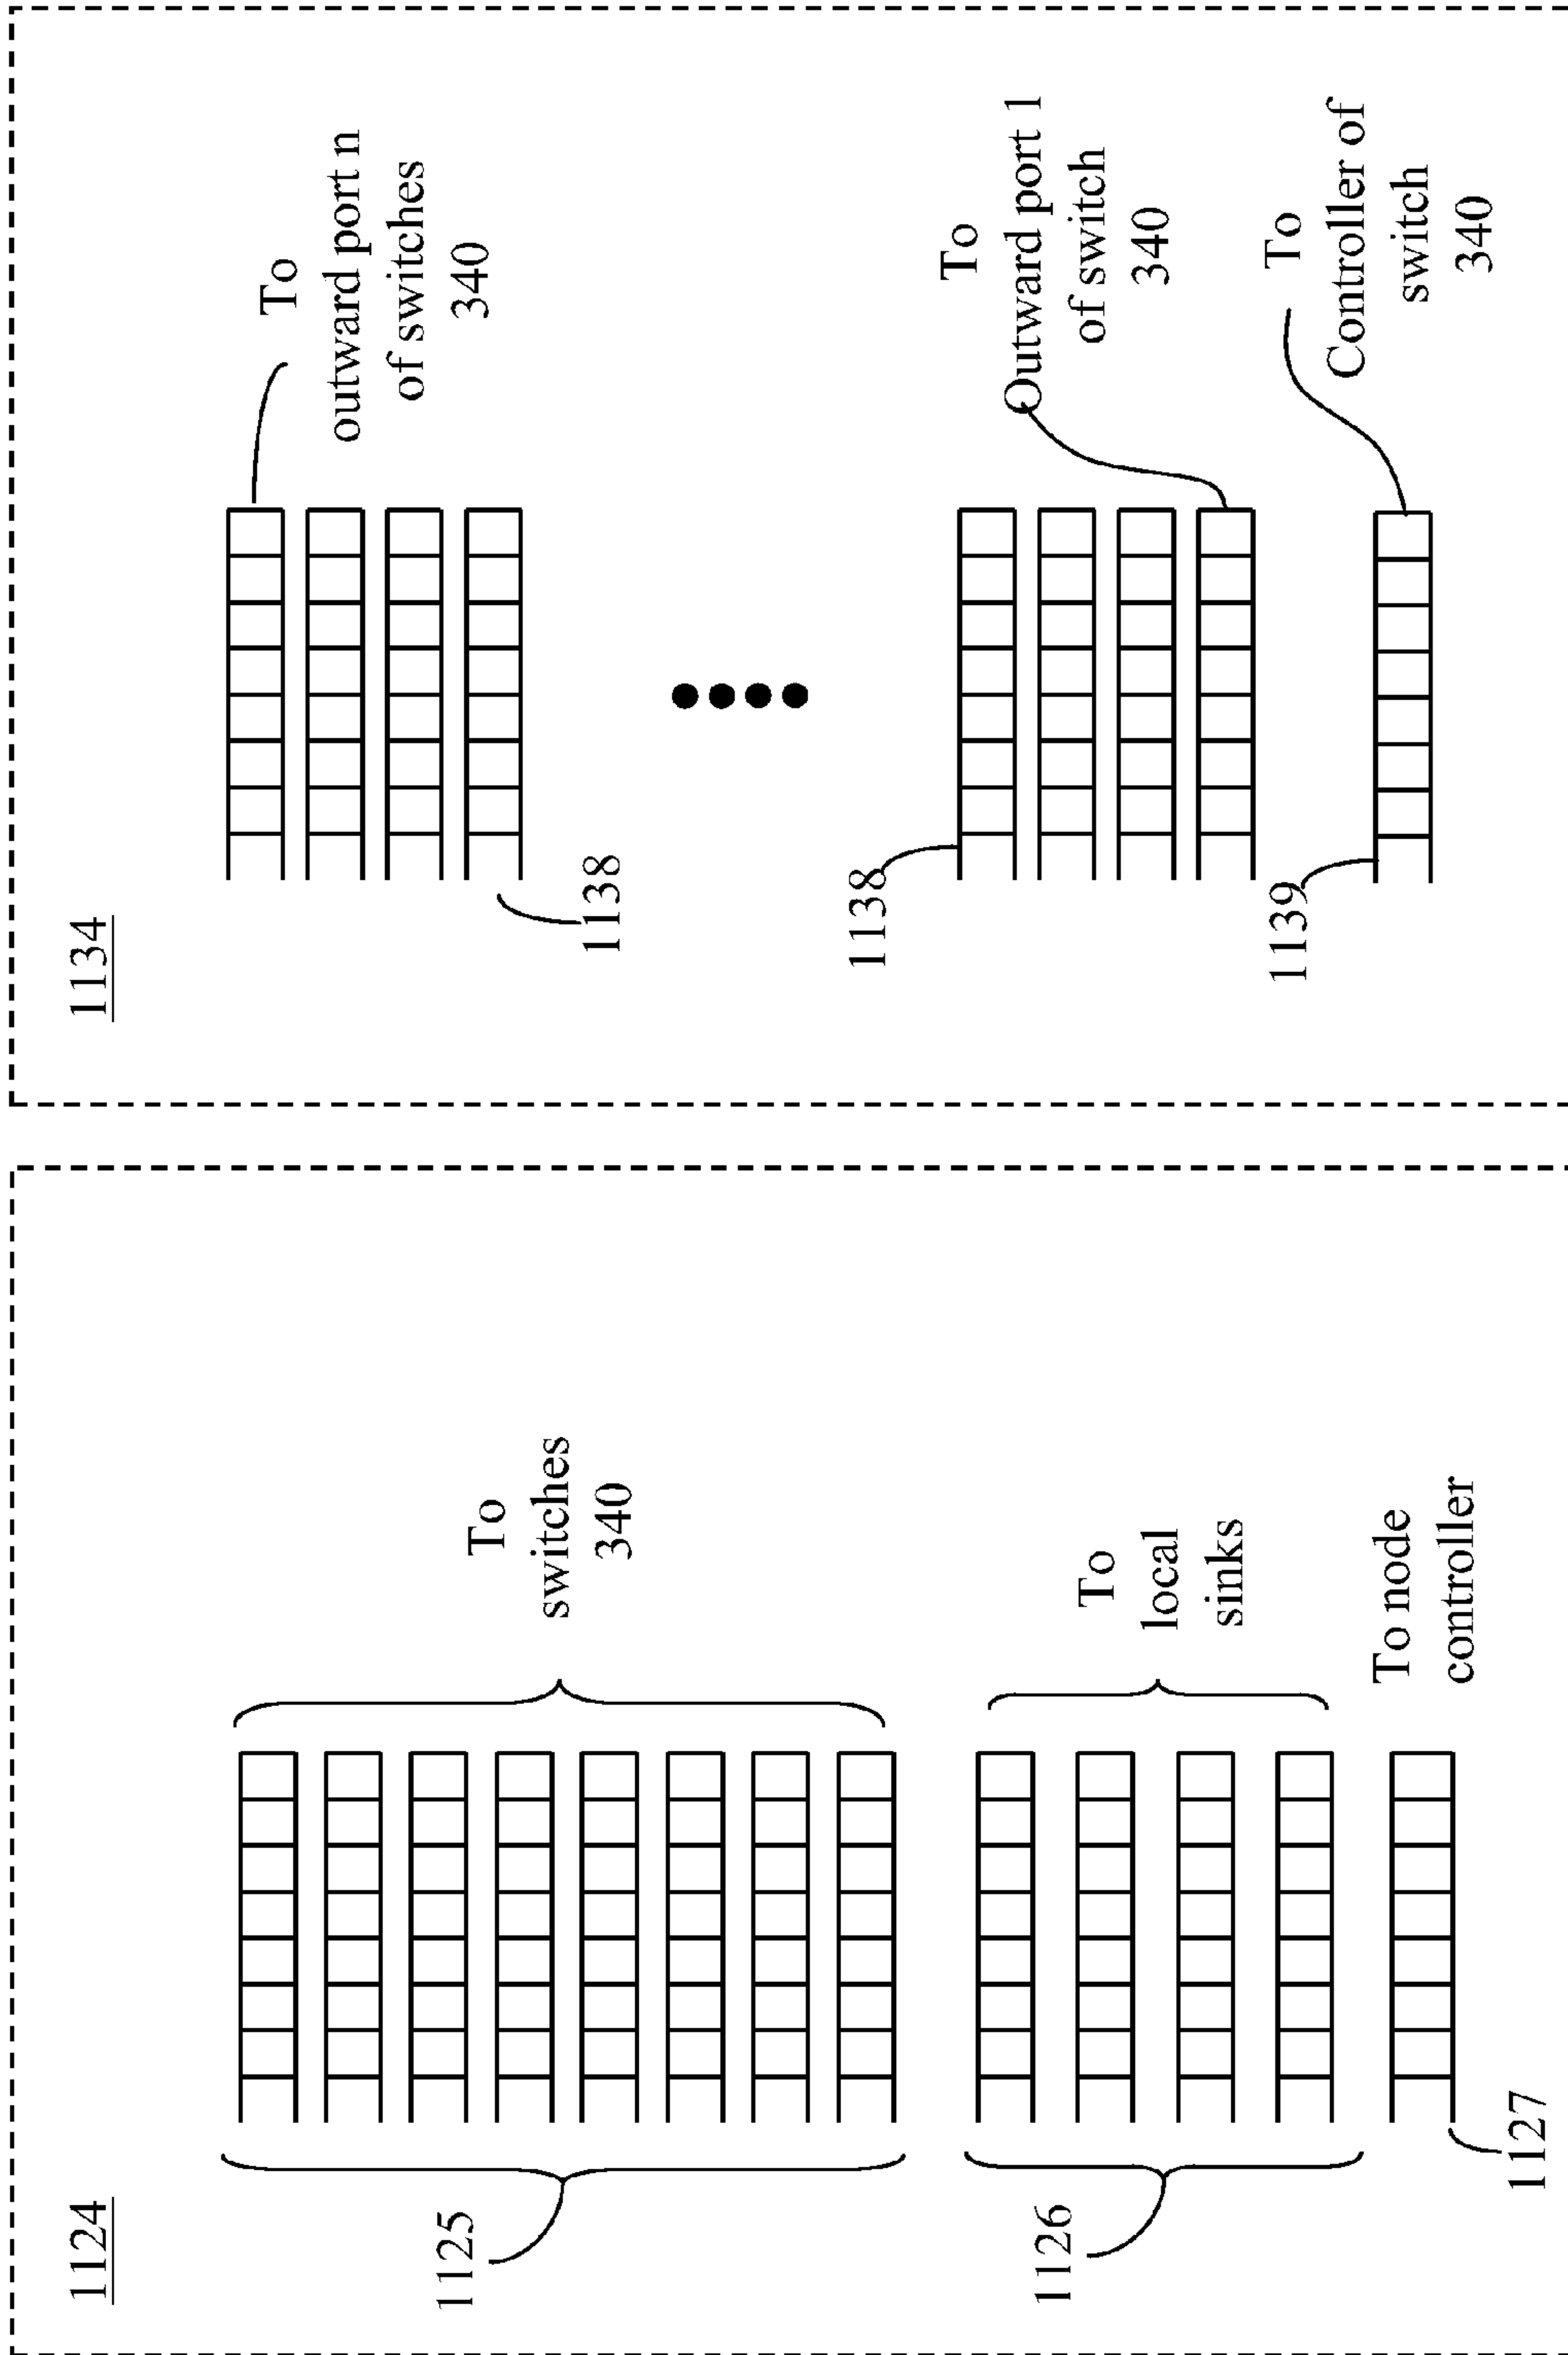 1124
1125
To
switches
340
1126
To
local
sinks
1127
To node
controller
1134
To
outward port n
of switches
340
1138
1138
To
Outward port 1
of switch
340
1139
To
Controller of
switch
340